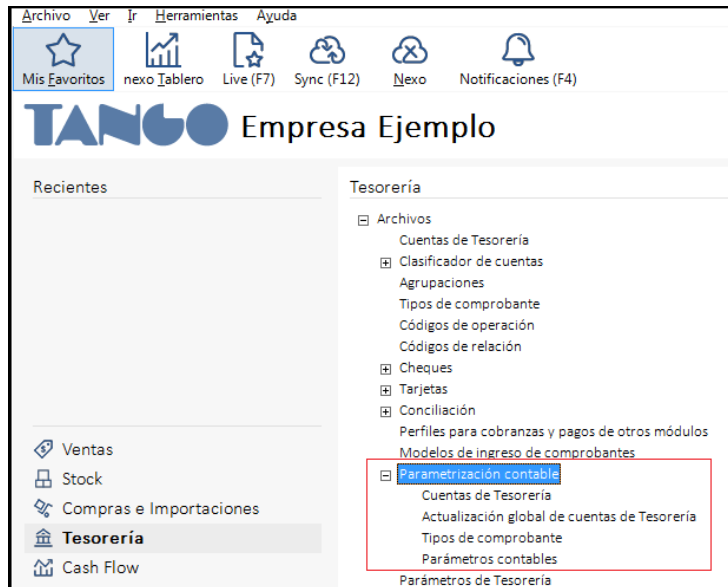 Archivo Ver Ir Herramientas Ayuda
Mis Favoritos nexo Tablero Live (F7) Sync (F12) Nexo Notificaciones (F4)
TANGO Empresa Ejemplo
Recientes
Tesorería
Archivos
Cuentas de Tesorería
Clasificador de cuentas
Agrupaciones
Tipos de comprobante
Códigos de operación
Códigos de relación
Cheques
Tarjetas
Conciliación
Perfiles para cobranzas y pagos de otros módulos
Modelos de ingreso de comprobantes
Parametrización contable
Cuentas de Tesorería
Actualización global de cuentas de Tesorería
Tipos de comprobante
Parámetros contables
Parámetros de Tesorería
Ventas
Stock
Compras e Importaciones
Tesorería
Cash Flow